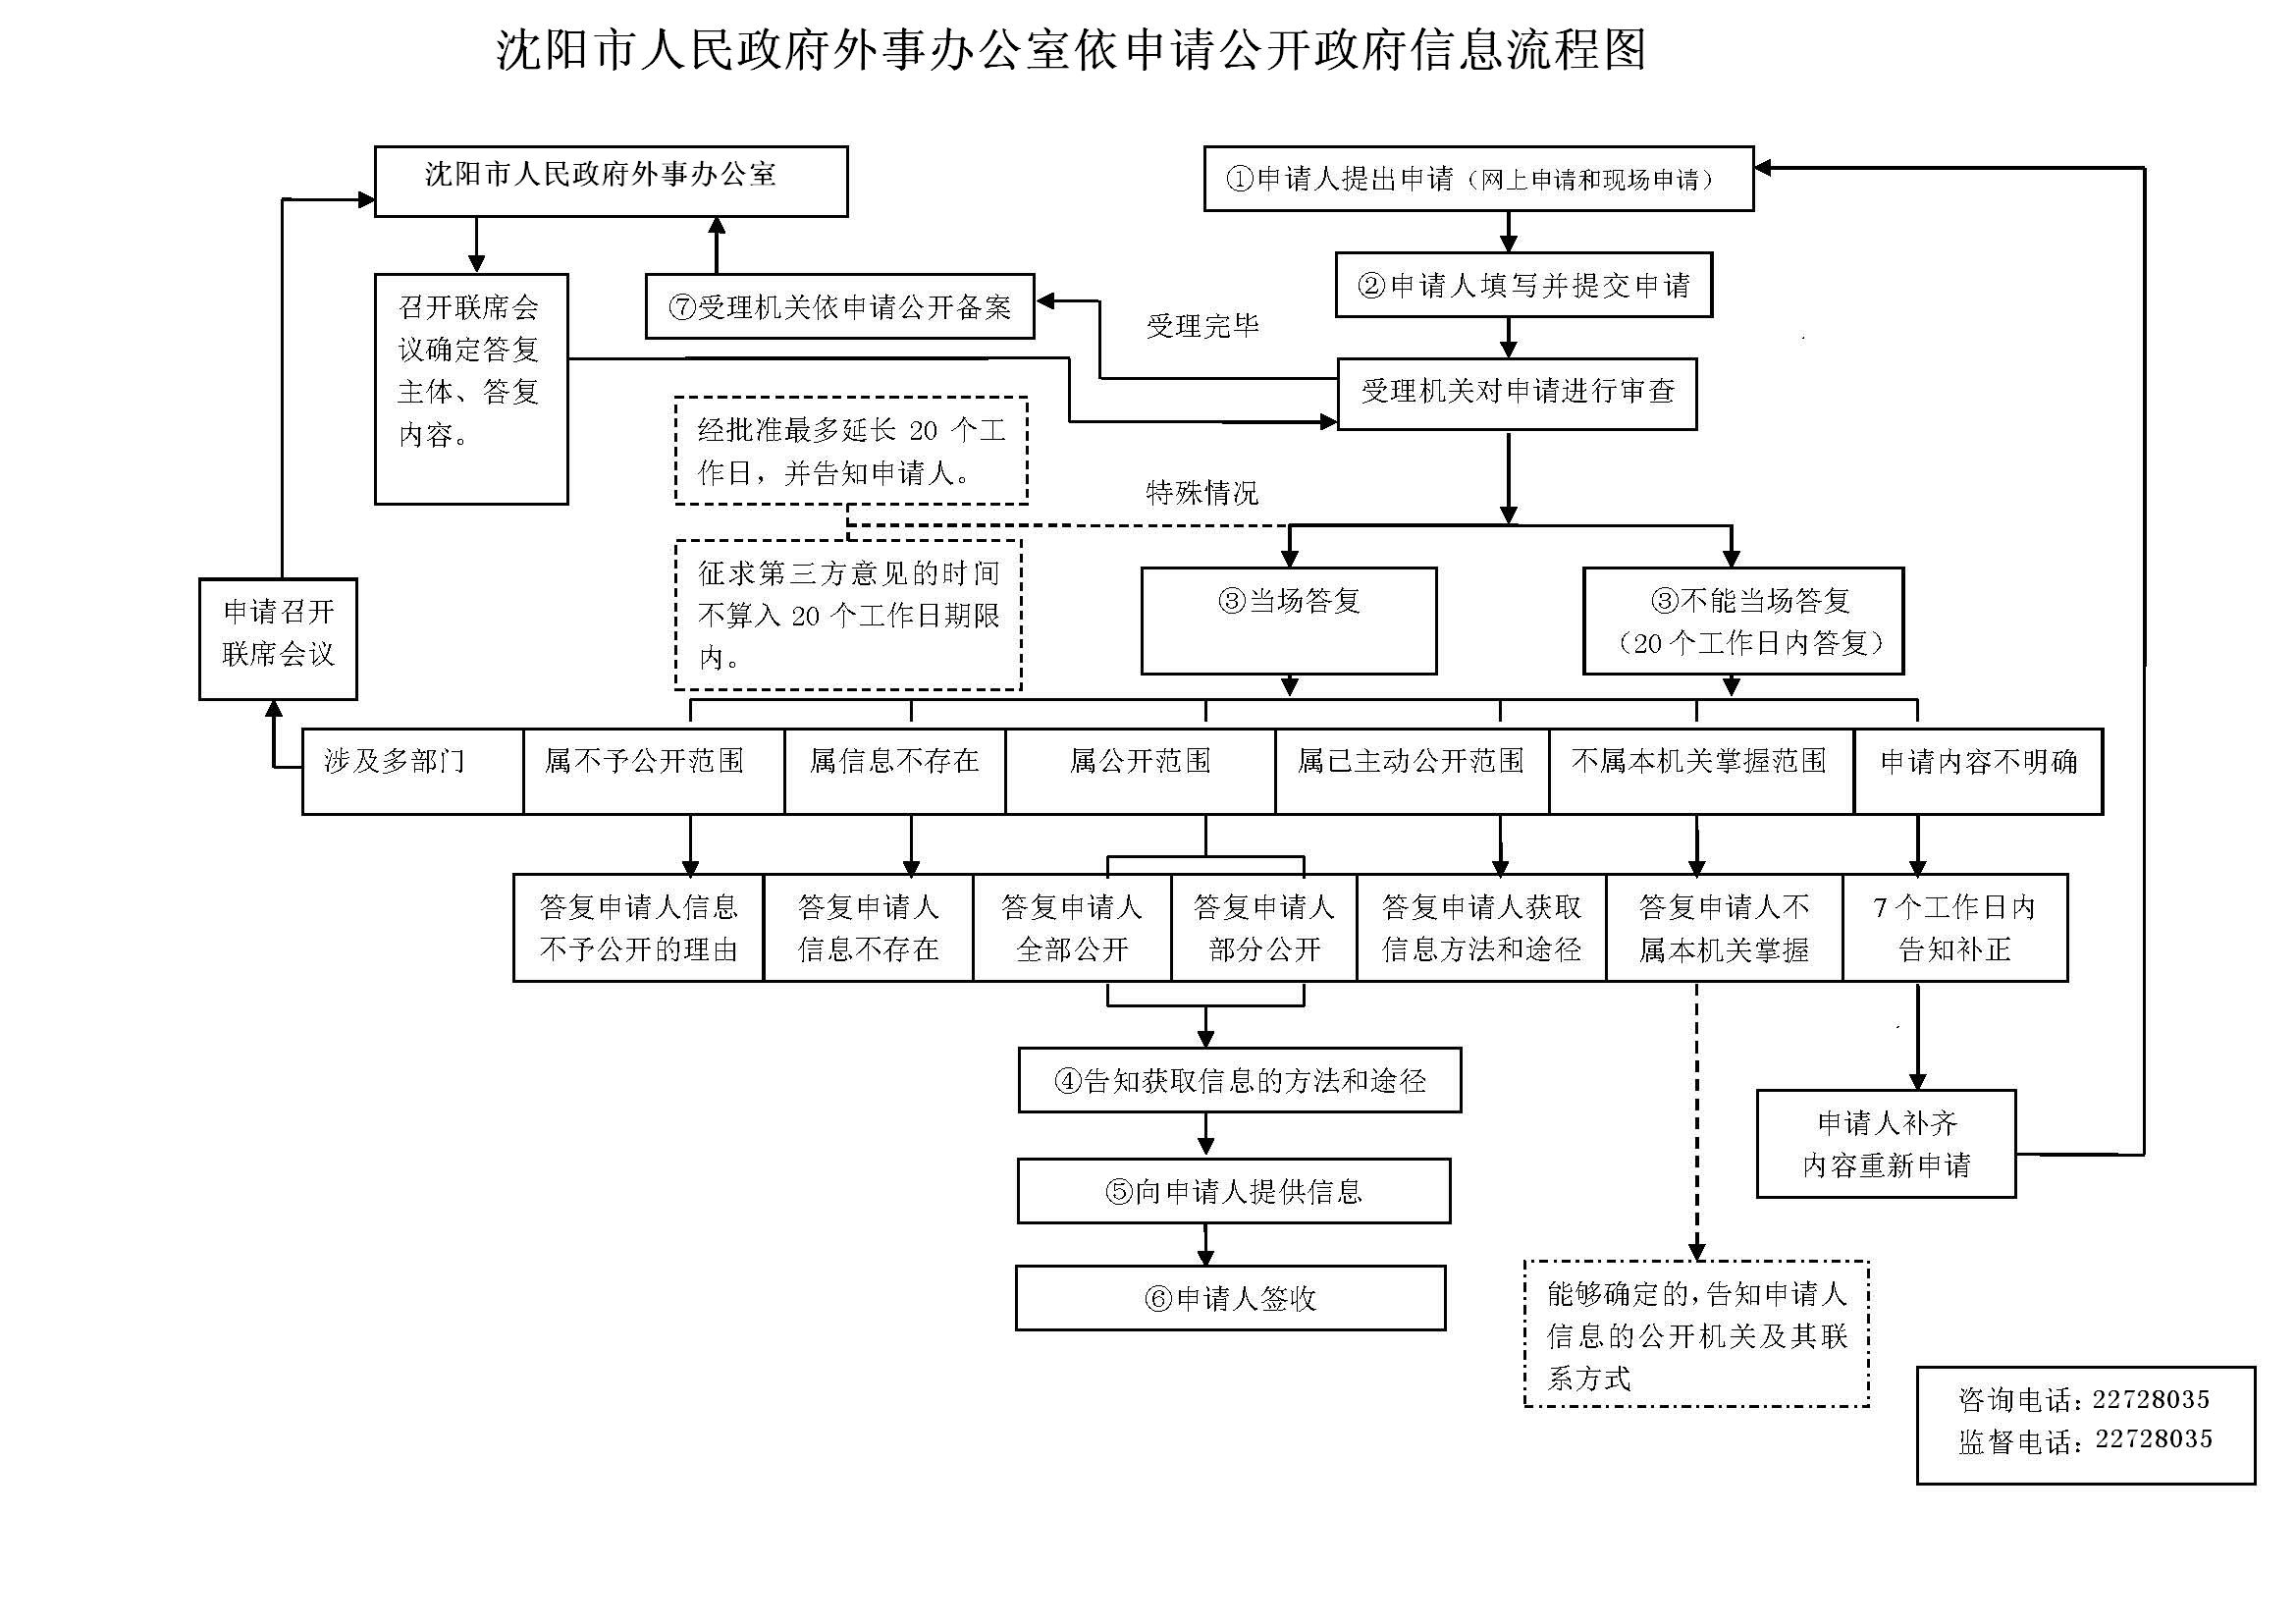 沈阳市人民政府外事办公室依申请公开政府信息流程图
沈阳市人民政府外事办公室
①申请人提出申请（网上申请和现场申请）
②申请人填写并提交申请
召开联席会
议确定答复
主体、答复
内容。
⑦受理机关依申请公开备案
受理完毕
受理机关对申请进行审查
经批准最多延长 20 个工
作日，并告知申请人。
特殊情况
征求第三方意见的时间
不算入 20 个工作日期限
内。
③当场答复
③不能当场答复
（20 个工作日内答复）
申请召开
联席会议
涉及多部门
属不予公开范围
属信息不存在
属公开范围
属已主动公开范围
不属本机关掌握范围
申请内容不明确
答复申请人信息
不予公开的理由
答复申请人
信息不存在
答复申请人
全部公开
答复申请人
部分公开
答复申请人获取
信息方法和途径
答复申请人不
属本机关掌握
7 个工作日内
告知补正
④告知获取信息的方法和途径
⑤向申请人提供信息
⑥申请人签收
申请人补齐
内容重新申请
能够确定的，告知申请人
信息的公开机关及其联
系方式
咨询电话：22728035
监督电话：22728035